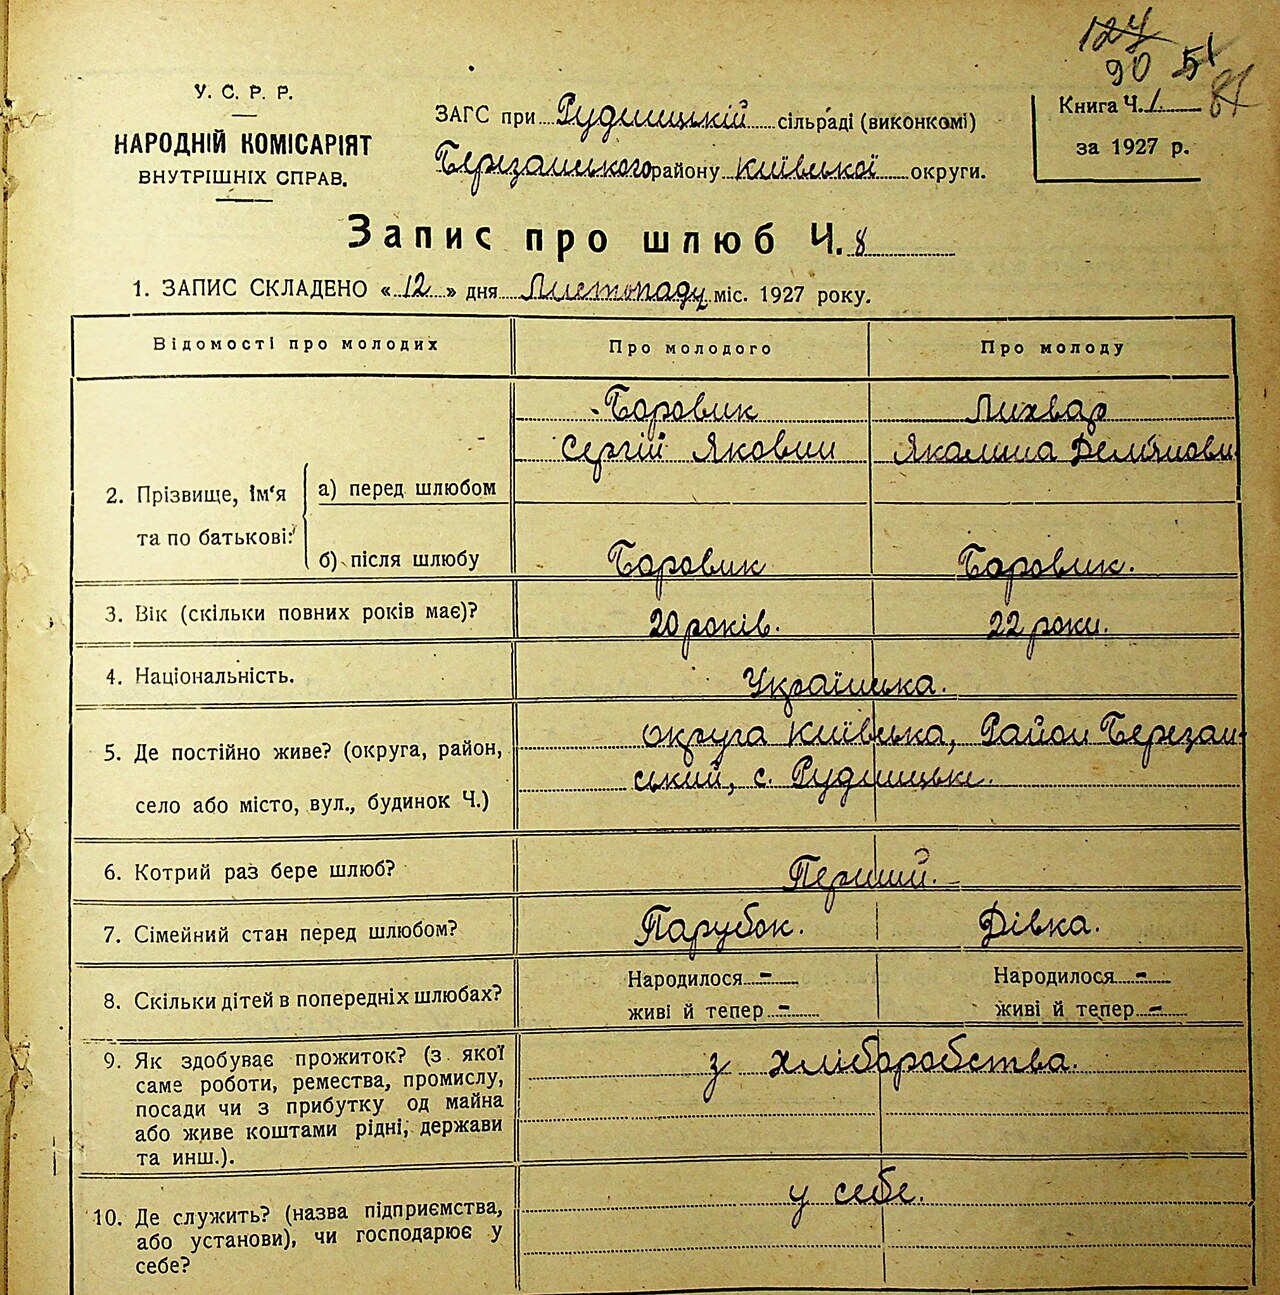 127
90 51
81
У. С. Р. Р.
НАРОДНІЙ КОМІСАРІЯТ
ВНУТРІШНІХ СПРАВ.
ЗАГС при Рудницкій сільраді (виконкомі)
Березанського району Київської округи.
Книга Ч. 1
за 1927 р.
Запис про шлюб Ч. 8
1. ЗАПИС СКЛАДЕНО «12» дня Листопаду міс. 1927 року.
Відомості про молодих
Про молодого
Про молоду
2. Прізвище, ім'я та по батькові:
а) перед шлюбом
Боровик
Сергій Якович
Лихвар
Якилина Дем'янови
б) після шлюбу
Боровик
Боровик.
3. Вік (скільки повних років має)?
20 років.
22 роки.
4. Національність.
Українська.
5. Де постійно живе? (округа, район,
село або місто, вул., будинок Ч.)
округа Київська, Район Березан-
ський, с. Рудницьке.
6. Котрий раз бере шлюб?
Перший.
7. Сімейний стан перед шлюбом?
Парубок.
Дівка.
8. Скільки дітей в попередніх шлюбах?
Народилося -
живі й тепер -
Народилося -
живі й тепер -
9. Як здобуває прожиток? (з якої
саме роботи, ремества, промислу,
посади чи з прибутку од майна
або живе коштами рідні, держави
та инш.).
з хліборобства.
10. Де служить? (назва підприємства,
або установи), чи господарює у
себе?
у себе.